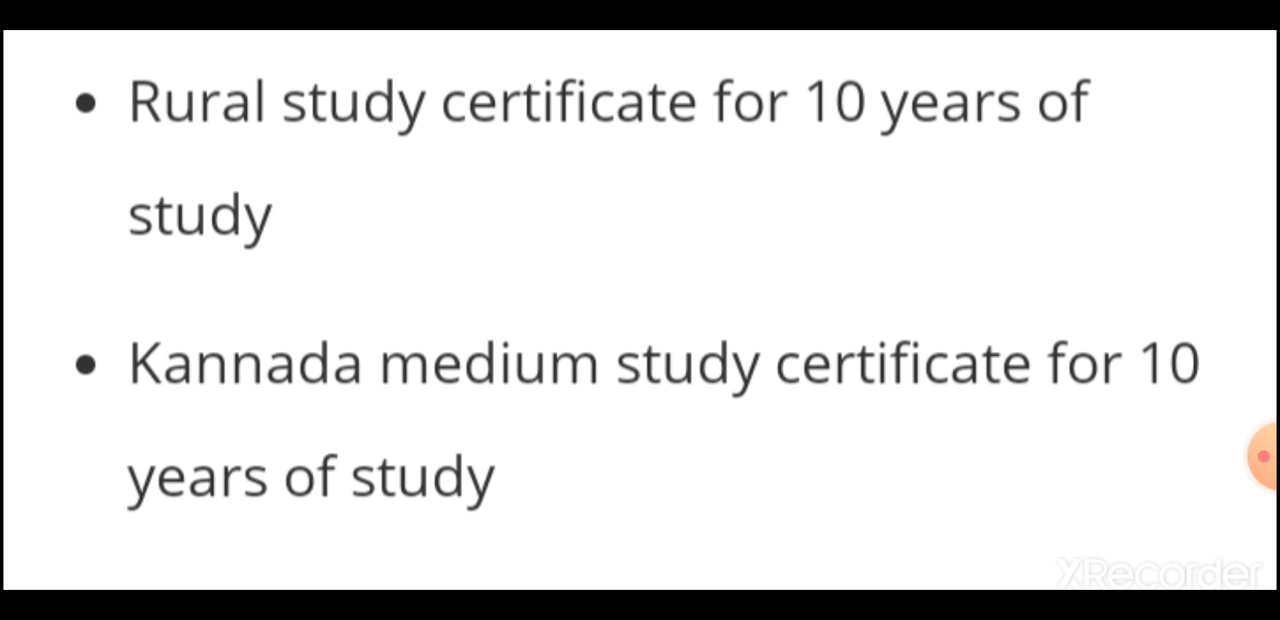 • Rural study certificate for 10 years of
study
• Kannada medium study certificate for 10
years of study
XRecorder